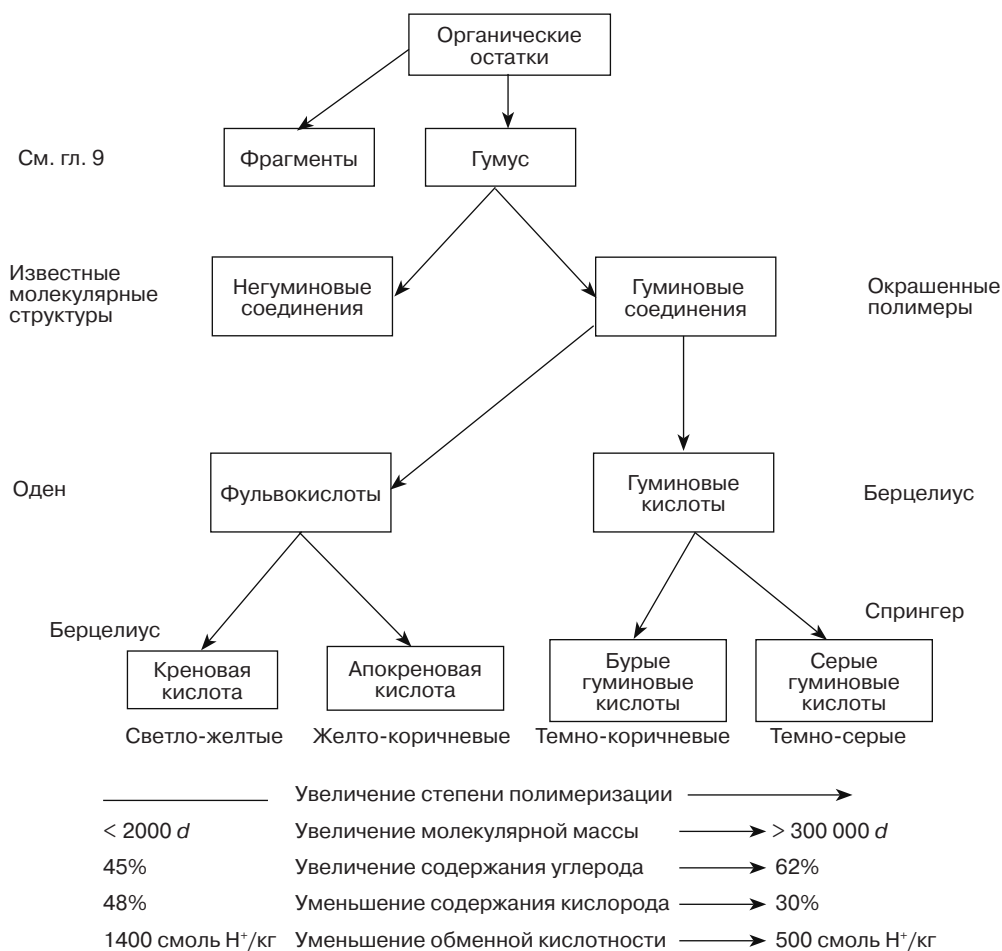 Органические
остатки
См. гл. 9
Фрагменты
Гумус
Известные
молекулярные
структуры
Негуминовые
соединения
Гуминовые
соединения
Окрашенные
полимеры
Оден
Фульвокислоты
Гуминовые
кислоты
Берцелиус
Берцелиус
Спрингер
Креновая
кислота
Апокреновая
кислота
Бурые
гуминовые
кислоты
Серые
гуминовые
кислоты
Светло-желтые
Желто-коричневые
Темно-коричневые
Темно-серые
Увеличение степени полимеризации
< 2000 d Увеличение молекулярной массы > 300 000 d
45% Увеличение содержания углерода 62%
48% Уменьшение содержания кислорода 30%
1400 смоль H⁺/кг Уменьшение обменной кислотности 500 смоль H⁺/кг